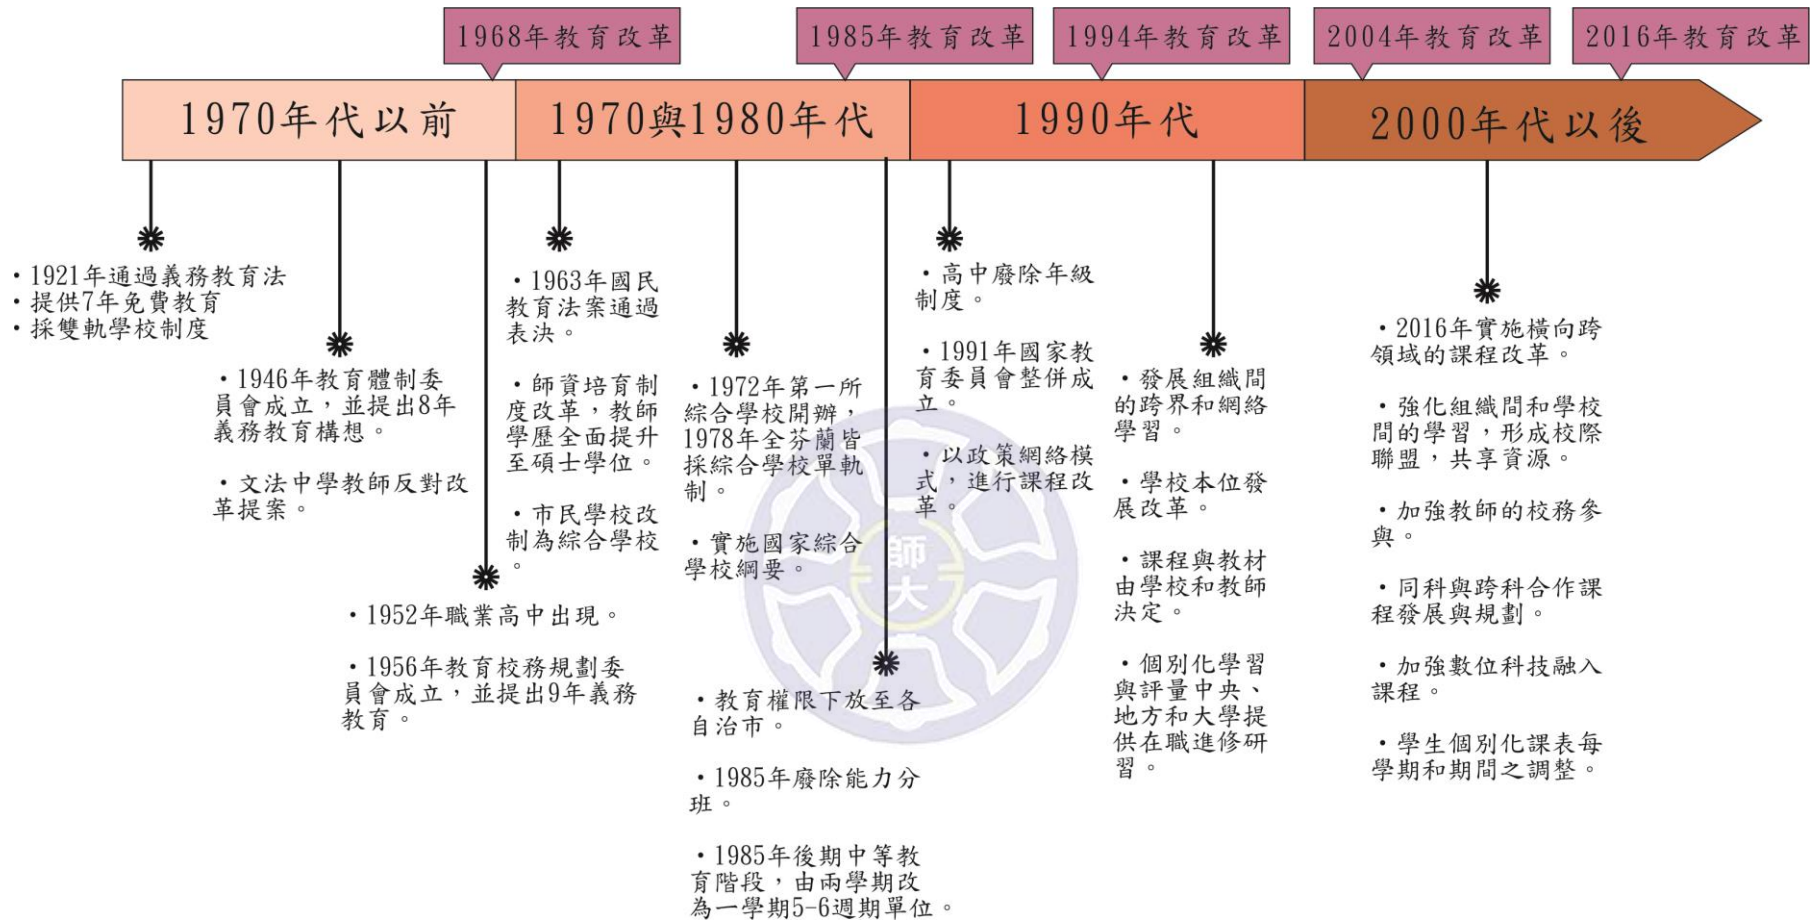 1968年教育改革
1985年教育改革
1994年教育改革
2004年教育改革
2016年教育改革
1970年代以前
1970與1980年代
1990年代
2000年代以後
・1921年通過義務教育法
・提供7年免費教育
・採雙軌學校制度
・1946年教育體制委
員會成立，並提出8年
義務教育構想。
・文法中學教師反對改
革提案。
・1952年職業高中出現。
・1956年教育校務規劃委
員會成立，並提出9年義務
教育。
・1963年國民
教育法案通過
表決。
・師資培育制
度改革，教師
學歷全面提升
至碩士學位。
・市民學校改
制為綜合學校
。
・1972年第一所
綜合學校開辦，
1978年全芬蘭皆
採綜合學校單軌
制。
・實施國家綜合
學校綱要。
・教育權限下放至各
自治市。
・1985年廢除能力分
班。
・1985年後期中等教
育階段，由兩學期改
為一學期5-6週期單位。
・高中廢除年級
制度。
・1991年國家教
育委員會整併成
立。
・以政策網絡模
式，進行課程改
革。
・發展組織間
的跨界和網絡
學習。
・學校本位發
展改革。
・課程與教材
由學校和教師
決定。
・個別化學習
與評量中央、
地方和大學提
供在職進修研
習。
・2016年實施橫向跨
領域的課程改革。
・強化組織間和學校
間的學習，形成校際
聯盟，共享資源。
・加強教師的校務參
與。
・同科與跨科合作課
程發展與規劃。
・加強數位科技融入
課程。
・學生個別化課表每
學期和期間之調整。
師
大